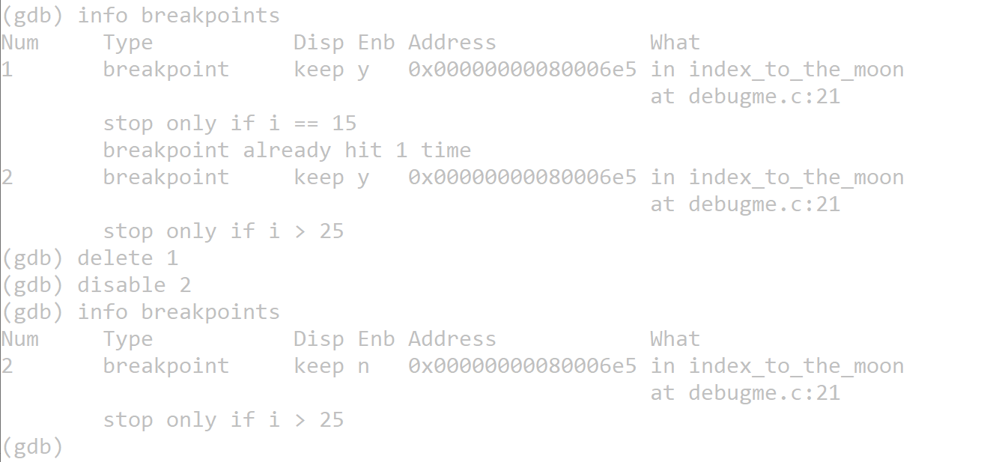 (gdb) info breakpoints
Num     Type           Disp Enb Address            What
1       breakpoint     keep y   0x00000000080006e5 in index_to_the_moon
                                                   at debugme.c:21
        stop only if i == 15
        breakpoint already hit 1 time
2       breakpoint     keep y   0x00000000080006e5 in index_to_the_moon
                                                   at debugme.c:21
        stop only if i > 25
(gdb) delete 1
(gdb) disable 2
(gdb) info breakpoints
Num     Type           Disp Enb Address            What
2       breakpoint     keep n   0x00000000080006e5 in index_to_the_moon
                                                   at debugme.c:21
        stop only if i > 25
(gdb)